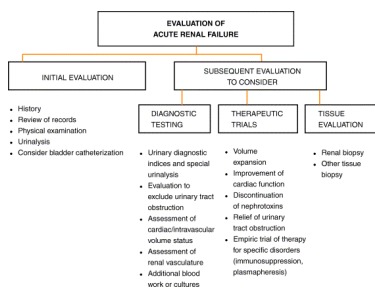 EVALUATION OF
ACUTE RENAL FAILURE
INITIAL EVALUATION
SUBSEQUENT EVALUATION
TO CONSIDER
• History
• Review of records
• Physical examination
• Urinalysis
• Consider bladder catheterization
DIAGNOSTIC
TESTING
• Urinary diagnostic
indices and special
urinalysis
• Evaluation to
exclude urinary tract
obstruction
• Assessment of
cardiac/intravascular
volume status
• Assessment of
renal vasculature
• Additional blood
work or cultures
THERAPEUTIC
TRIALS
• Volume
expansion
• Improvement of
cardiac function
• Discontinuation
of nephrotoxins
• Relief of urinary
tract obstruction
• Empiric trial of therapy
for specific disorders
(immunosuppression,
plasmapheresis)
TISSUE
EVALUATION
• Renal biopsy
• Other tissue
biopsy